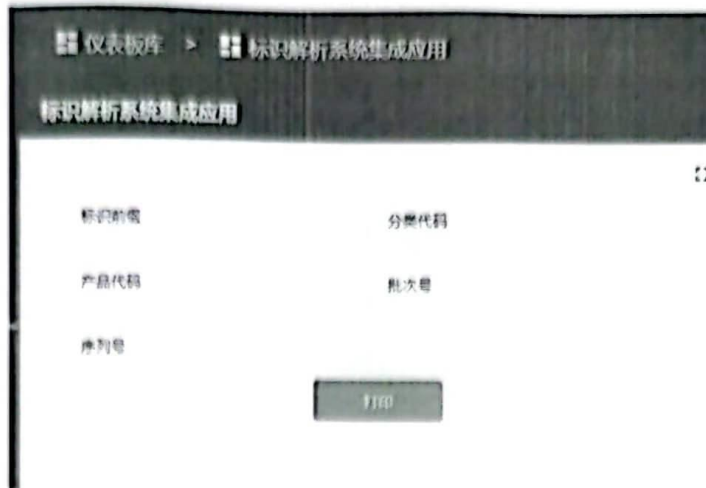 仪表板库 > 标识解析系统集成应用
标识解析系统集成应用
标识前缀 分类代码
产品代码 批次号
序列号
打印